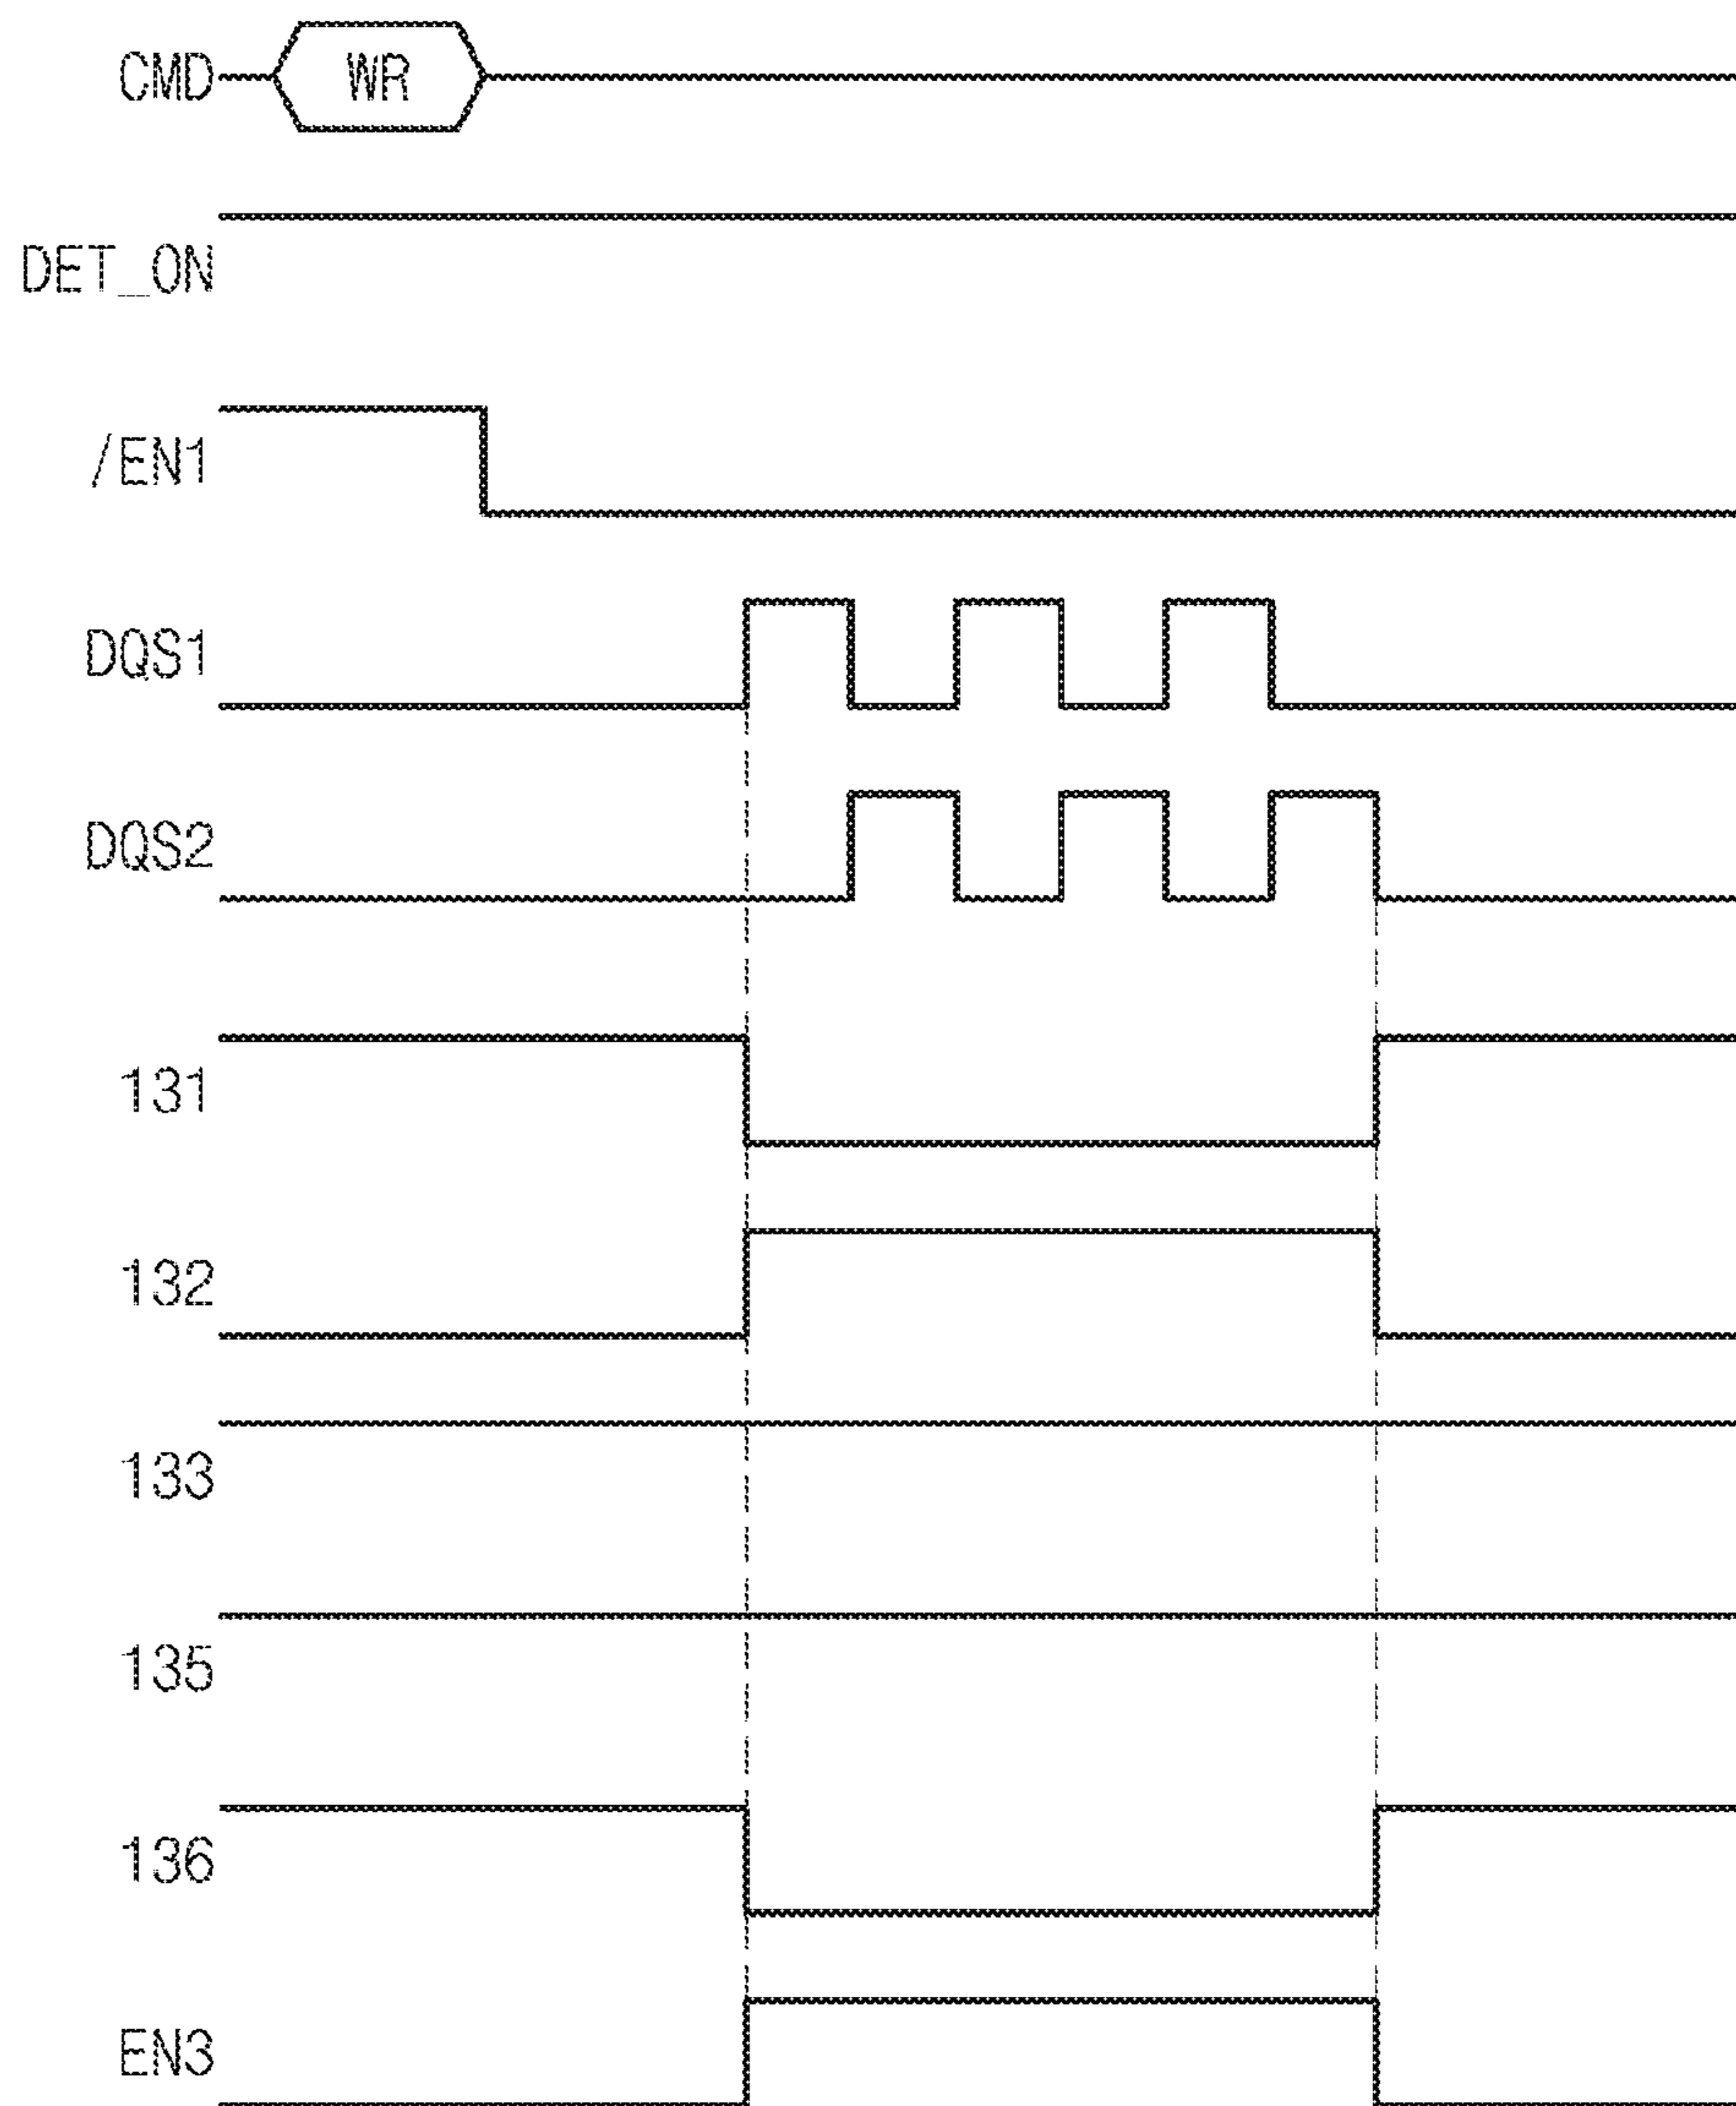 CMD WR
DET_ON
/EN1
DQS1
DQS2
131
132
133
135
136
EN3